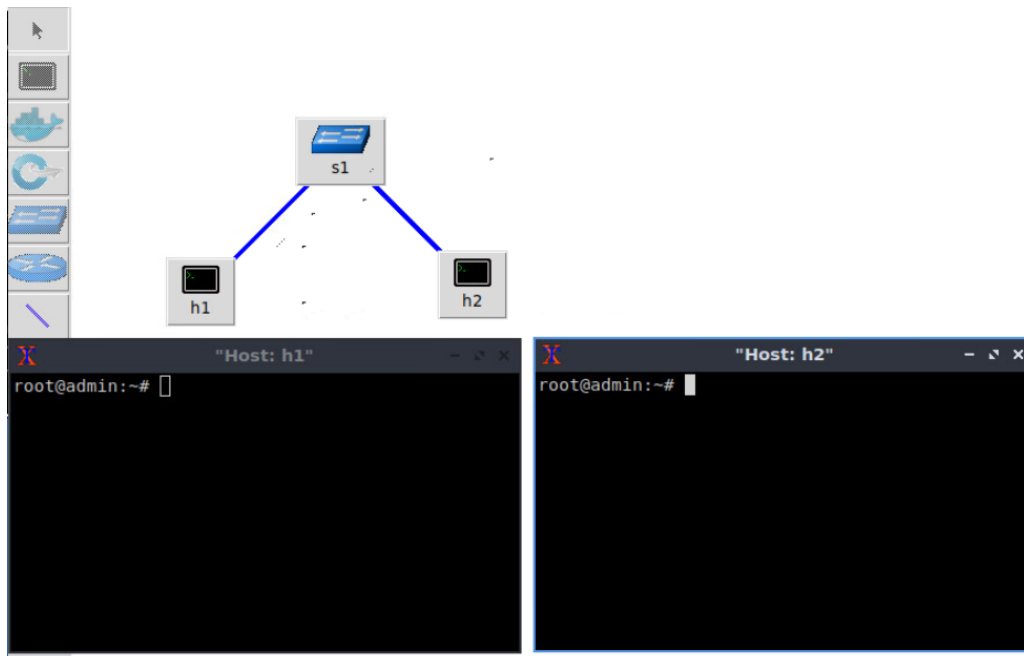 s1
h1
h2
"Host: h1"
root@admin:~#
"Host: h2"
root@admin:~#